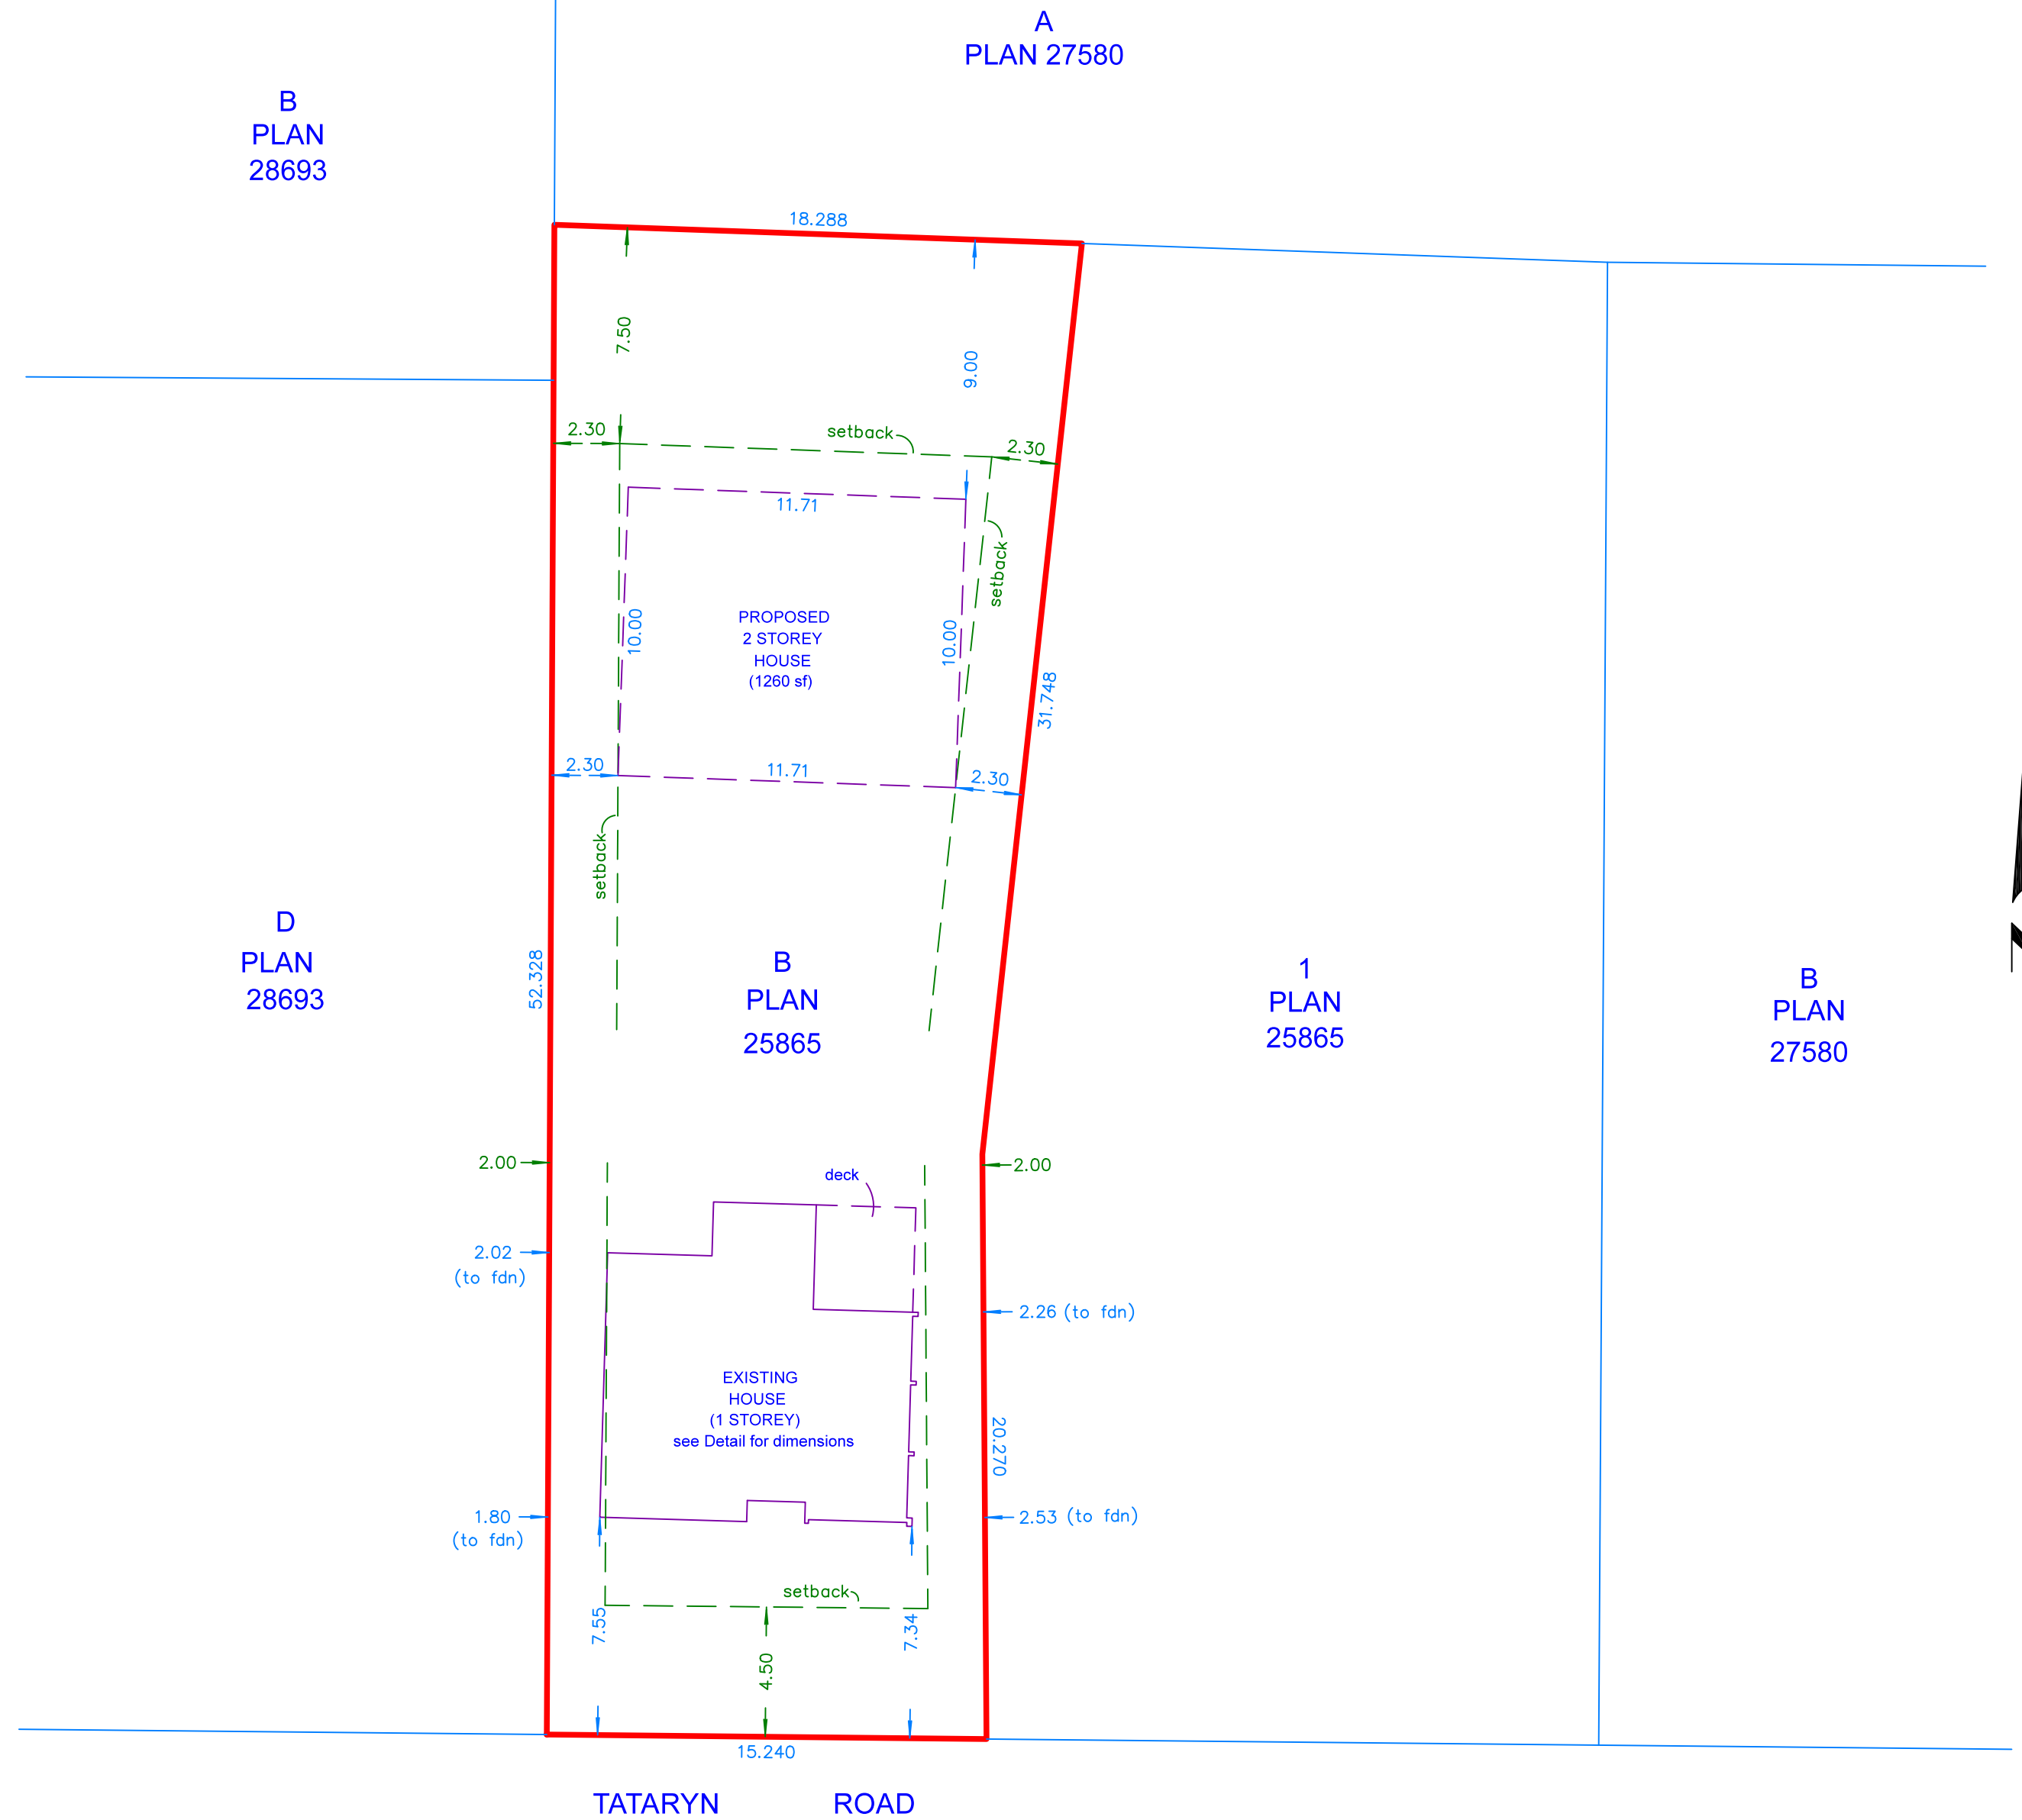 A
PLAN 27580
B
PLAN
28693
18.288
7.50
9.00
2.30
setback
2.30
11.71
setback
PROPOSED
2 STOREY
HOUSE
(1260 sf)
10.00
10.00
31.748
2.30
11.71
2.30
setback
D
PLAN
28693
52.328
B
PLAN
25865
1
PLAN
25865
B
PLAN
27580
2.00
deck
2.00
2.02
(to fdn)
2.26 (to fdn)
EXISTING
HOUSE
(1 STOREY)
see Detail for dimensions
20.270
1.80
(to fdn)
2.53 (to fdn)
setback
7.55
4.50
7.34
15.240
TATARYN ROAD